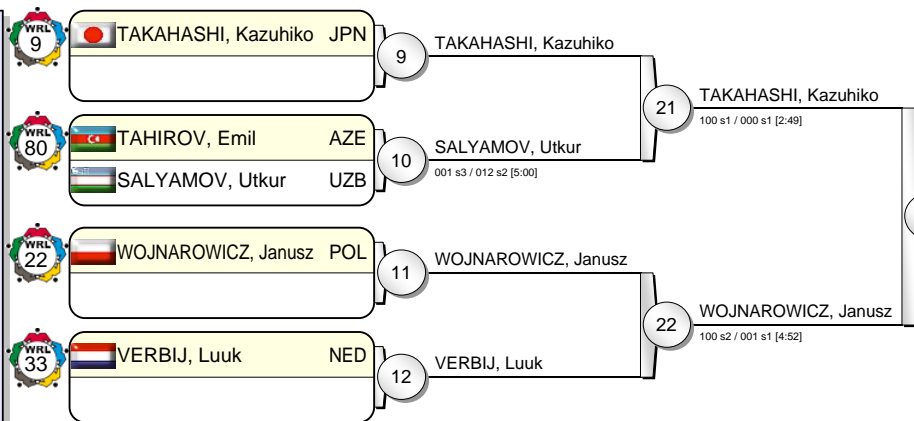 WRL
9
TAKAHASHI, Kazuhiko JPN
9
TAKAHASHI, Kazuhiko
21
TAKAHASHI, Kazuhiko
100 s1 / 000 s1 [2:49]
WRL
80
TAHIROV, Emil AZE
SALYAMOV, Utkur UZB
10
SALYAMOV, Utkur
001 s3 / 012 s2 [5:00]
WRL
22
WOJNAROWICZ, Janusz POL
11
WOJNAROWICZ, Janusz
22
WOJNAROWICZ, Janusz
100 s2 / 001 s1 [4:52]
WRL
33
VERBIJ, Luuk NED
12
VERBIJ, Luuk